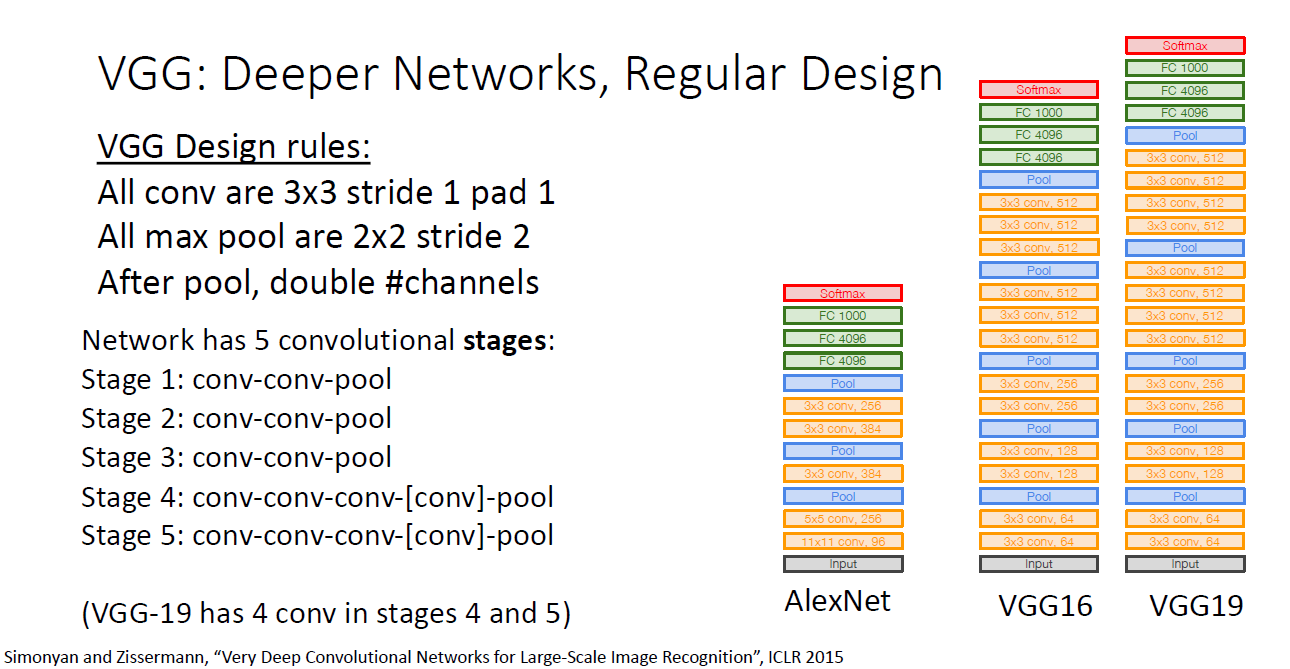 VGG: Deeper Networks, Regular Design
VGG Design rules:
All conv are 3x3 stride 1 pad 1
All max pool are 2x2 stride 2
After pool, double #channels
Network has 5 convolutional stages:
Stage 1: conv-conv-pool
Stage 2: conv-conv-pool
Stage 3: conv-conv-pool
Stage 4: conv-conv-conv-[conv]-pool
Stage 5: conv-conv-conv-[conv]-pool
(VGG-19 has 4 conv in stages 4 and 5)
Softmax
FC 1000
FC 4096
FC 4096
Pool
3x3 conv, 256
3x3 conv, 384
Pool
3x3 conv, 384
Pool
5x5 conv, 256
11x11 conv, 96
Input
AlexNet
Softmax
FC 1000
FC 4096
FC 4096
Pool
3x3 conv, 512
3x3 conv, 512
3x3 conv, 512
Pool
3x3 conv, 512
3x3 conv, 512
3x3 conv, 512
Pool
3x3 conv, 256
3x3 conv, 256
Pool
3x3 conv, 128
3x3 conv, 128
Pool
3x3 conv, 64
3x3 conv, 64
Input
VGG16
Softmax
FC 1000
FC 4096
FC 4096
Pool
3x3 conv, 512
3x3 conv, 512
3x3 conv, 512
3x3 conv, 512
Pool
3x3 conv, 512
3x3 conv, 512
3x3 conv, 512
3x3 conv, 512
Pool
3x3 conv, 256
3x3 conv, 256
Pool
3x3 conv, 128
3x3 conv, 128
Pool
3x3 conv, 64
3x3 conv, 64
Input
VGG19
Simonyan and Zissermann, “Very Deep Convolutional Networks for Large-Scale Image Recognition”, ICLR 2015